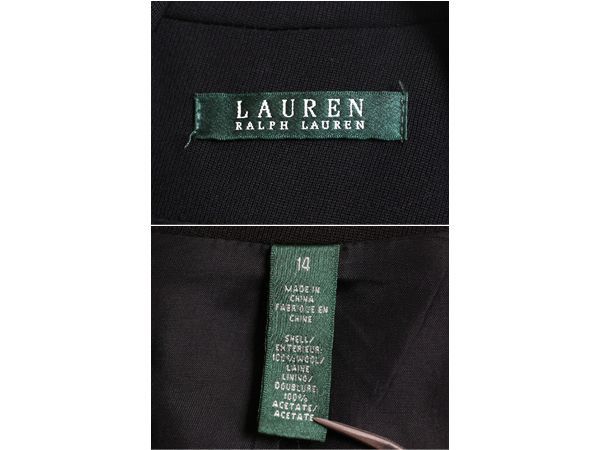 LAUREN
RALPH LAUREN
14
MADE IN
CHINA
FABRIQUE EN
CHINE
SHELL/
EXTERIEUR:
100% WOOL/
LAINE
LINING/
DOUBLURE:
100%
ACETATE/
ACETATE